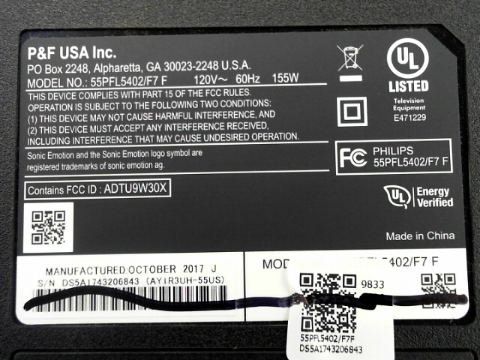 P&F USA Inc.
PO Box 2248, Alpharetta, GA 30023-2248 U.S.A.
MODEL NO.: 55PFL5402/F7 F 120V～ 60Hz 155W
THIS DEVICE COMPLIES WITH PART 15 OF THE FCC RULES.
OPERATION IS SUBJECT TO THE FOLLOWING TWO CONDITIONS:
(1) THIS DEVICE MAY NOT CAUSE HARMFUL INTERFERENCE, AND
(2) THIS DEVICE MUST ACCEPT ANY INTERFERENCE RECEIVED,
INCLUDING INTERFERENCE THAT MAY CAUSE UNDESIRED OPERATION.
Sonic Emotion and the Sonic Emotion logo symbol are
registered trademarks of sonic emotion ag.
Contains FCC ID : ADTU9W30X
UL
LISTED
Television
Equipment
E471229
FC PHILIPS
55PFL5402/F7 F
UL Energy
Verified
Made in China
MANUFACTURED:OCTOBER 2017 J
S/N DS5A1743206843 (AYIR3UH-55US)
FL5402/F7 F
9833
55PFL5402/F7F
DS5A1743206843